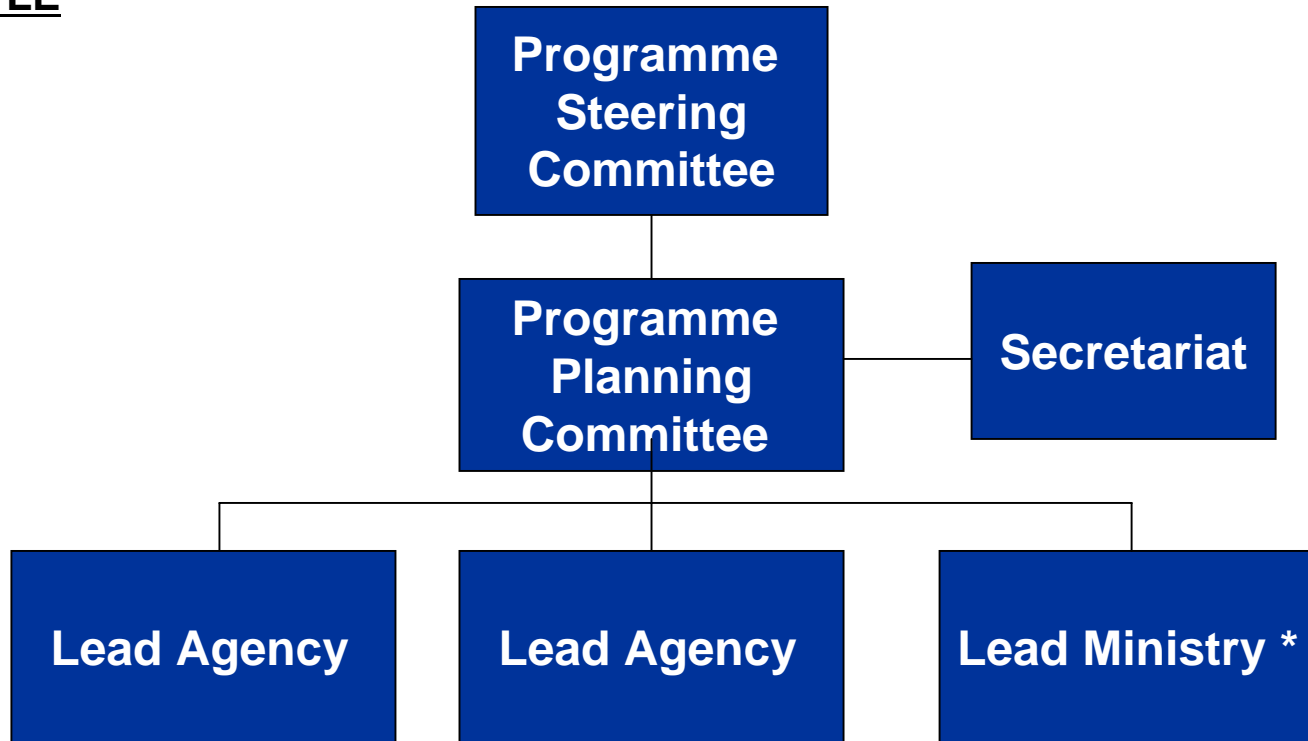 Programme
Steering
Committee
Programme
Planning
Committee
Secretariat
Lead Agency
Lead Agency
Lead Ministry *